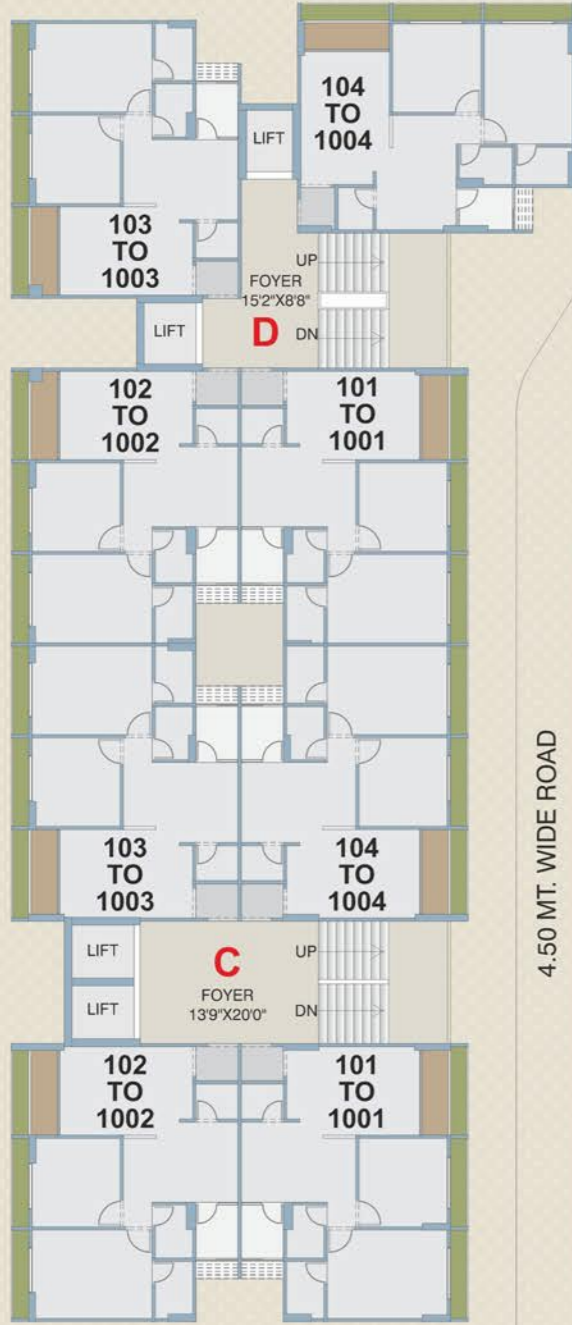 104
TO
1004
LIFT
103
TO
1003
UP
FOYER
15'2"X8'8"
LIFT
D
DN
102
TO
1002
101
TO
1001
4.50 MT. WIDE ROAD
103
TO
1003
104
TO
1004
LIFT
C
UP
FOYER
13'9"X20'0"
LIFT
DN
102
TO
1002
101
TO
1001